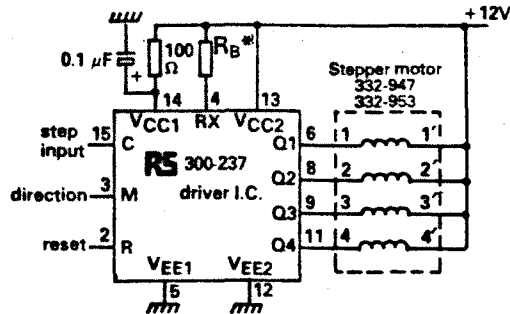 +12V
0.1 µF
+
100 Ω
RB*
Stepper motor
332-947
332-953
14 4 13
VCC1 RX VCC2
step input 15 C
RS 300-237
driver I.C.
direction 3 M
reset 2 R
Q1 6 1 1′
Q2 8 2 2′
Q3 9 3 3′
Q4 11 4 4′
VEE1 VEE2
5 12